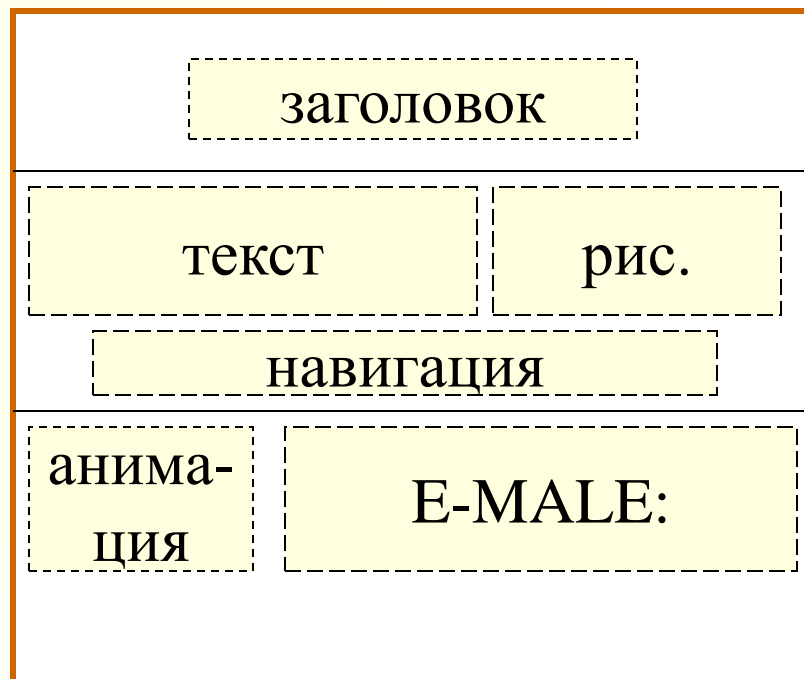 заголовок
текст
рис.
навигация
анима-
ция
E-MALE: